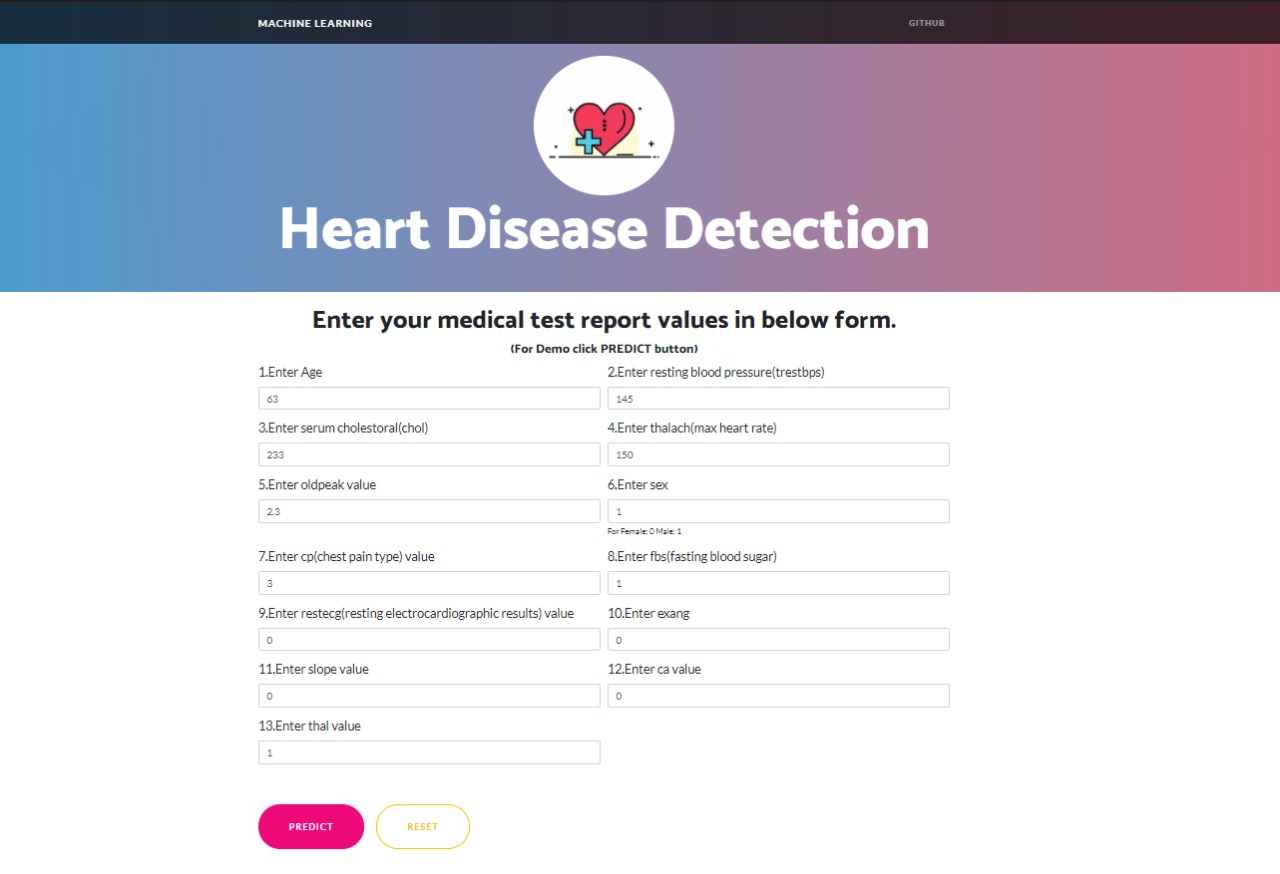 MACHINE LEARNING
GITHUB
Heart Disease Detection
Enter your medical test report values in below form.
(For Demo click PREDICT button)
1.Enter Age
2.Enter resting blood pressure(trestbps)
63
145
3.Enter serum cholestoral(chol)
4.Enter thalach(max heart rate)
233
150
5.Enter oldpeak value
6.Enter sex
2.3
1
For Female: 0 Male: 1
7.Enter cp(chest pain type) value
8.Enter fbs(fasting blood sugar)
3
1
9.Enter restecg(resting electrocardiographic results) value
10.Enter exang
0
0
11.Enter slope value
12.Enter ca value
0
0
13.Enter thal value
1
PREDICT
RESET